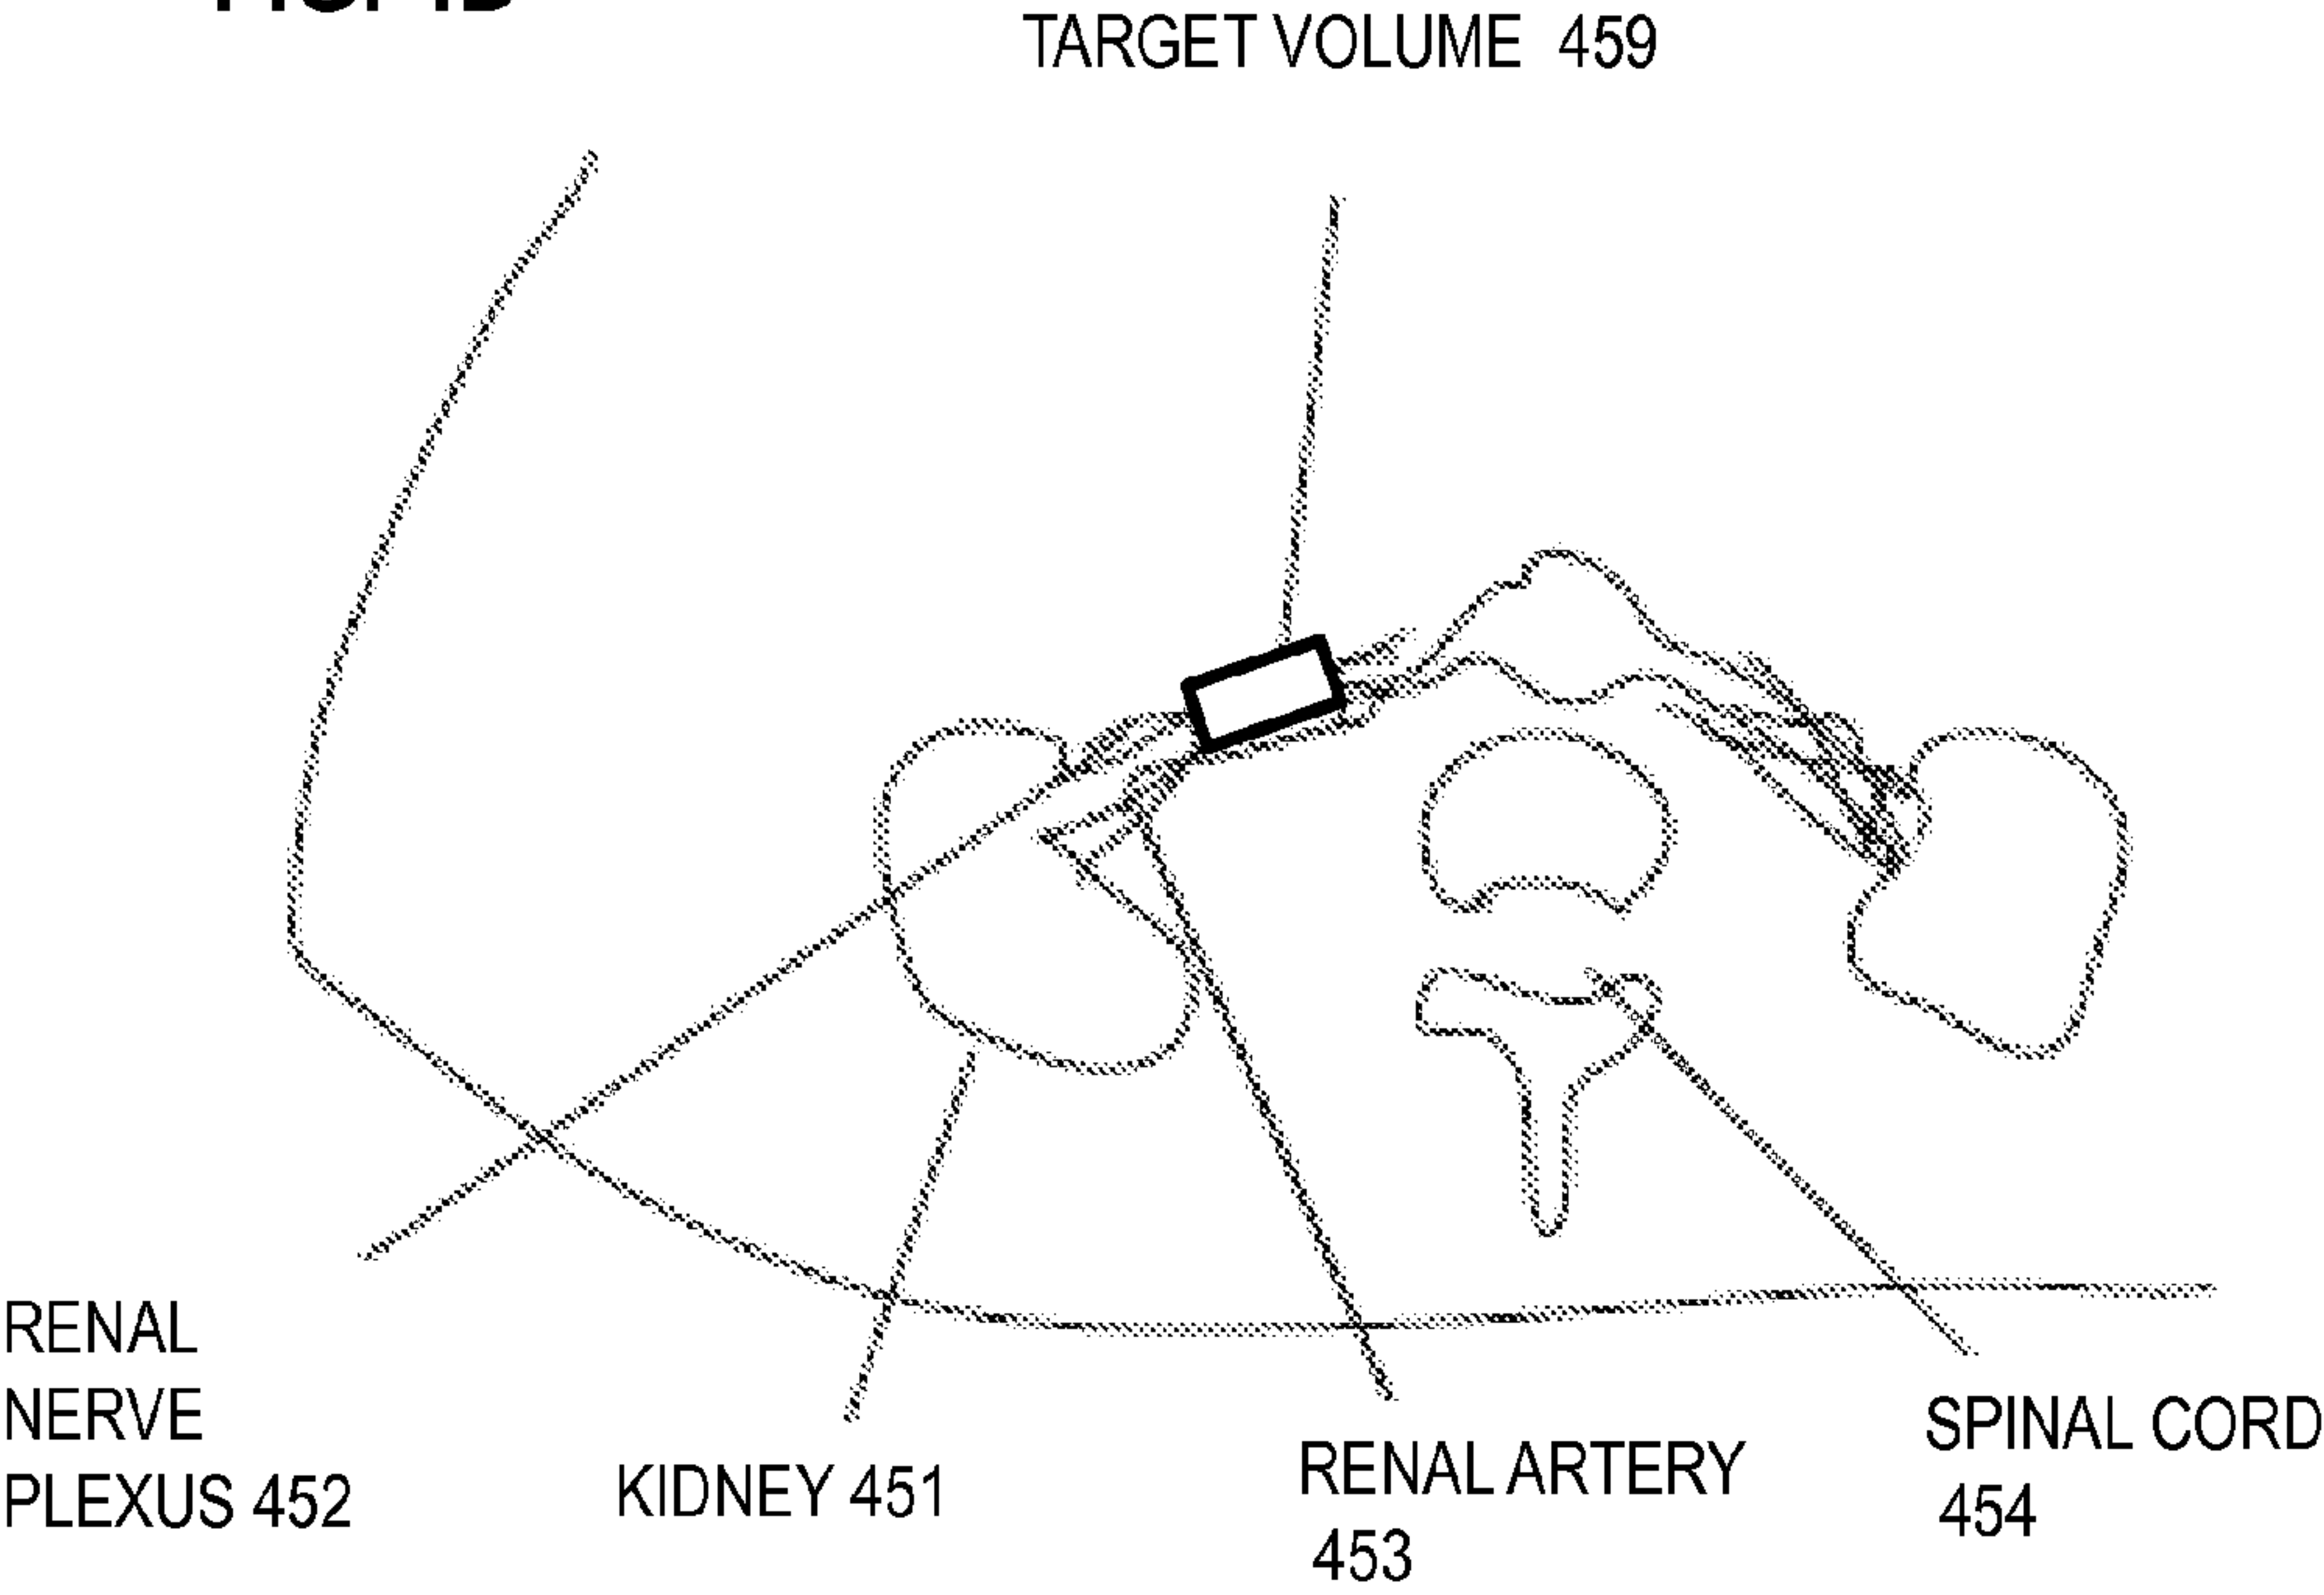 TARGET VOLUME 459
RENAL
NERVE
PLEXUS 452
KIDNEY 451
RENAL ARTERY
453
SPINAL CORD
454